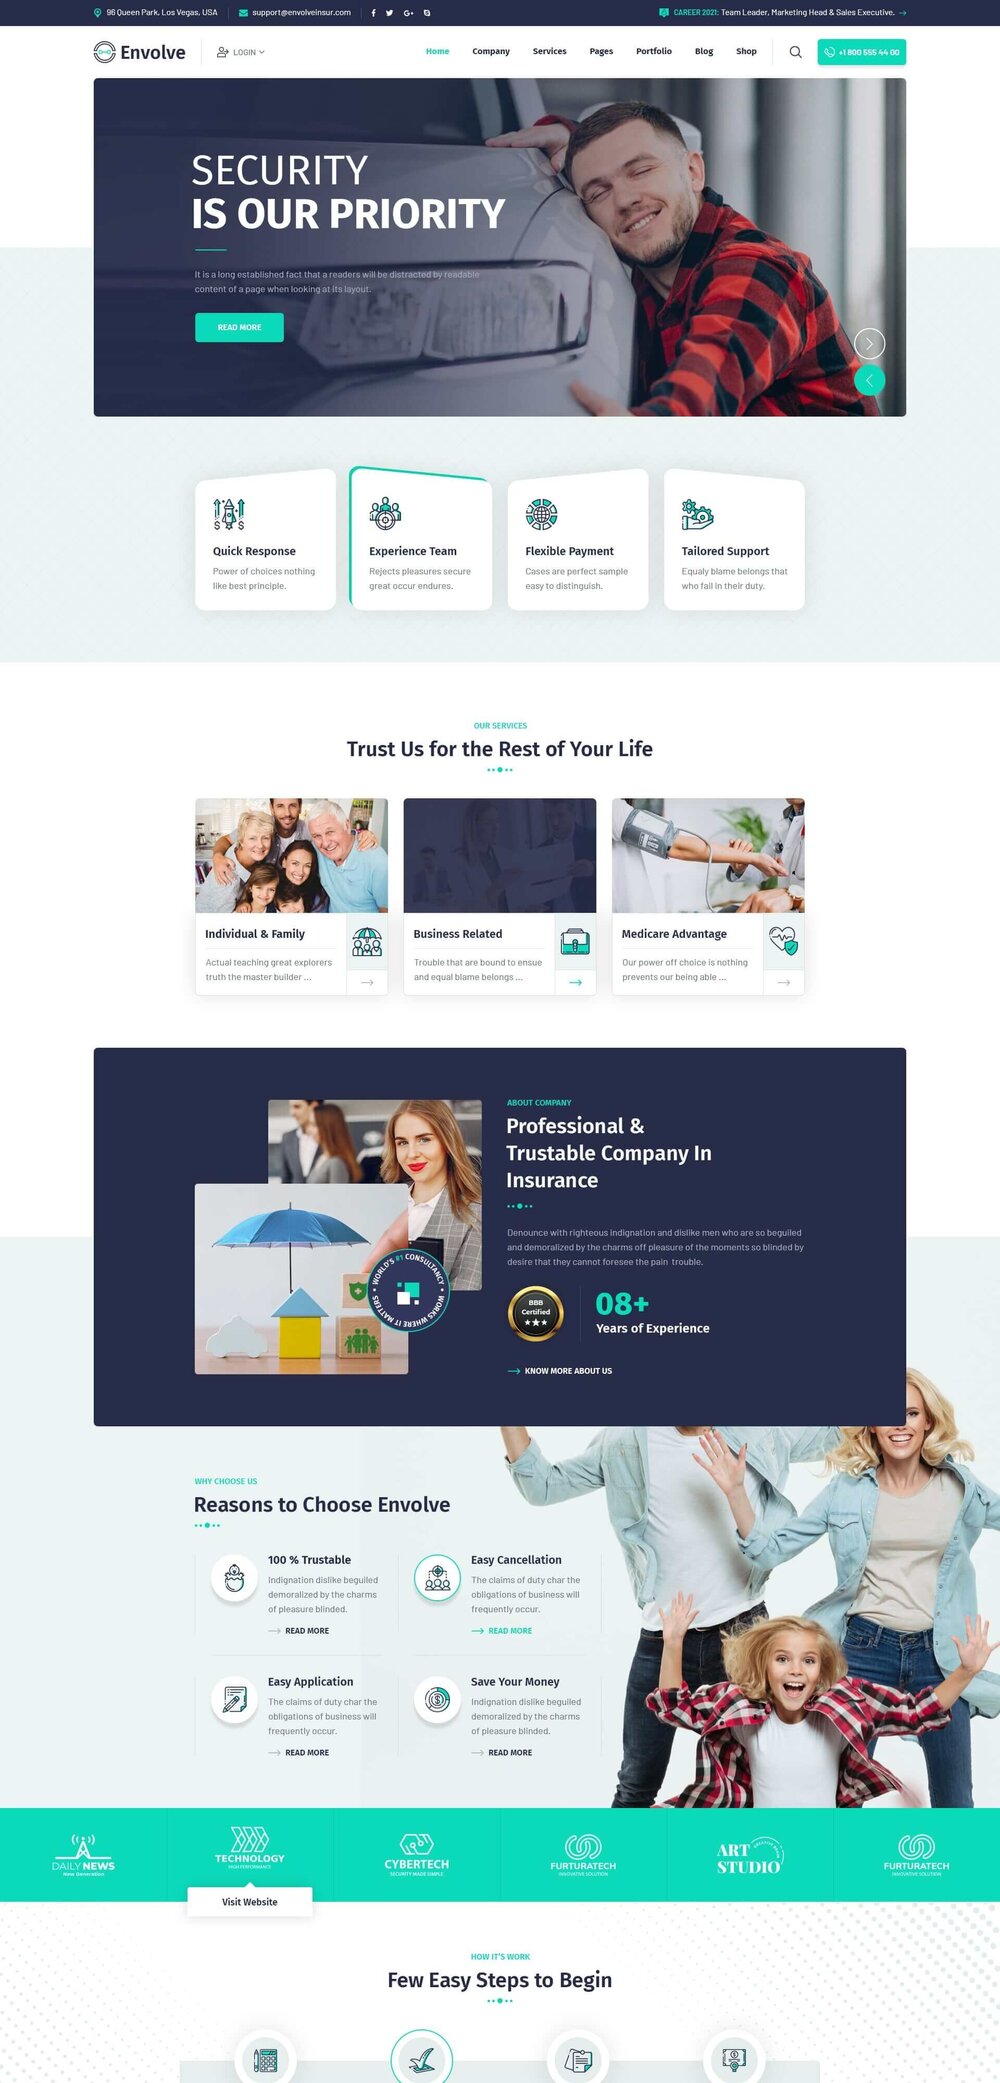 96 Queen Park, Los Vegas, USA
support@envolveinsur.com
CAREER 2021: Team Leader, Marketing Head & Sales Executive.
Envolve
LOGIN
Home
Company
Services
Pages
Portfolio
Blog
Shop
+1 800 555 44 00
SECURITY
IS OUR PRIORITY
It is a long established fact that a readers will be distracted by readable
content of a page when looking at its layout.
READ MORE
Quick Response
Power of choices nothing
like best principle.
Experience Team
Rejects pleasures secure
great occur endures.
Flexible Payment
Cases are perfect sample
easy to distinguish.
Tailored Support
Equaly blame belongs that
who fail in their duty.
OUR SERVICES
Trust Us for the Rest of Your Life
Individual & Family
Actual teaching great explorers
truth the master builder ...
Business Related
Trouble that are bound to ensue
and equal blame belongs ...
Medicare Advantage
Our power off choice is nothing
prevents our being able ...
WORLD'S #1 CONSULTANCY • WORKS WHERE IT MATTERS •
ABOUT COMPANY
Professional &
Trustable Company In
Insurance
Denounce with righteous indignation and dislike men who are so beguiled
and demoralized by the charms off pleasure of the moments so blinded by
desire that they cannot foresee the pain trouble.
BBB
Certified
08+
Years of Experience
KNOW MORE ABOUT US
WHY CHOOSE US
Reasons to Choose Envolve
100 % Trustable
Indignation dislike beguiled
demoralized by the charms
of pleasure blinded.
READ MORE
Easy Cancellation
The claims of duty char the
obligations of business will
frequently occur.
READ MORE
Easy Application
The claims of duty char the
obligations of business will
frequently occur.
READ MORE
Save Your Money
Indignation dislike beguiled
demoralized by the charms
of pleasure blinded.
READ MORE
DAILY NEWS
New Generation
TECHNOLOGY
HIGH PERFORMANCE
CYBERTECH
SECURITY MADE SIMPLE
FURTURATECH
INNOVATIVE SOLUTION
ART
STUDIO
FURTURATECH
INNOVATIVE SOLUTION
Visit Website
HOW IT'S WORK
Few Easy Steps to Begin